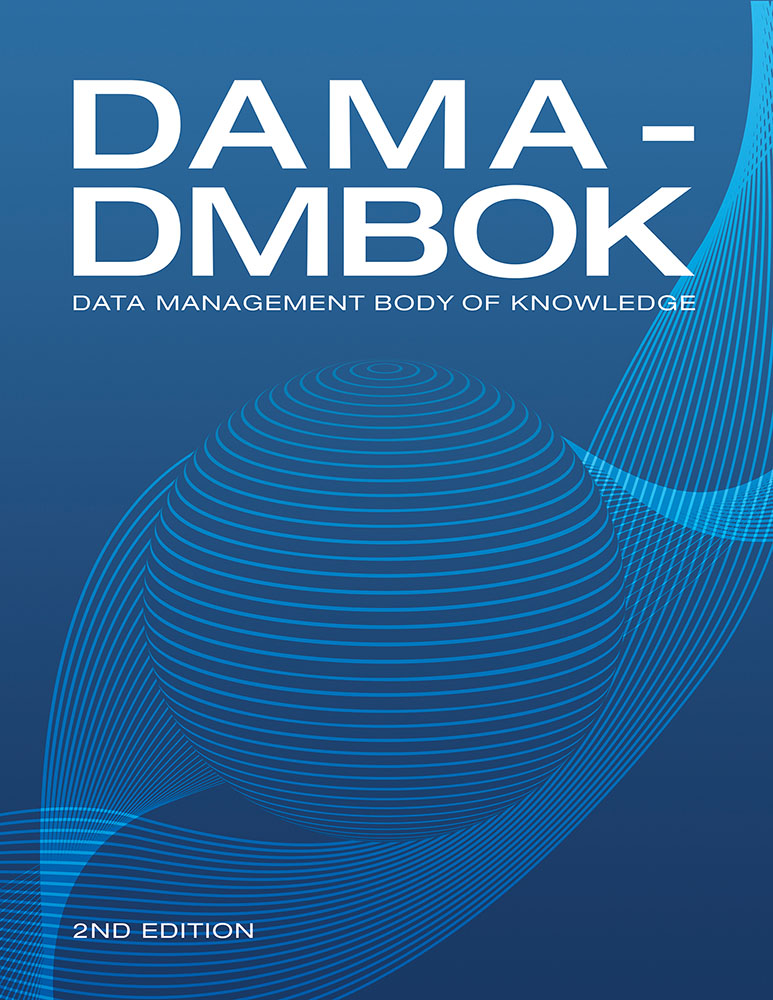 DAMA-
DMBOK
DATA MANAGEMENT BODY OF KNOWLEDGE
2ND EDITION